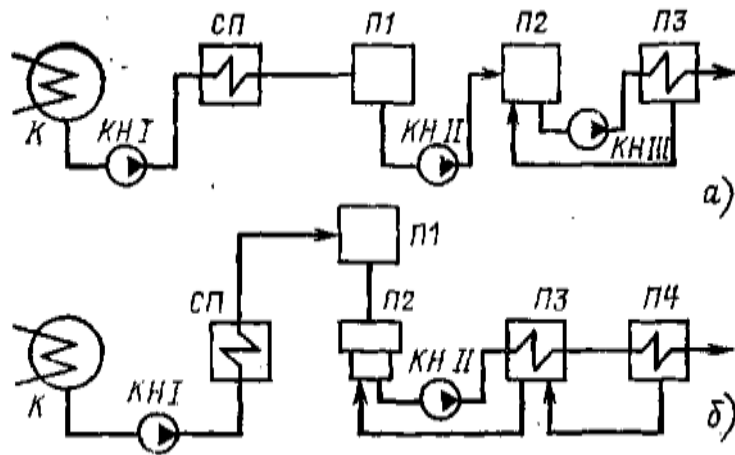 СП П1 П2 П3
К КН I КН II КН III
а)
П1
СП П2 П3 П4
К КН I КН II
б)